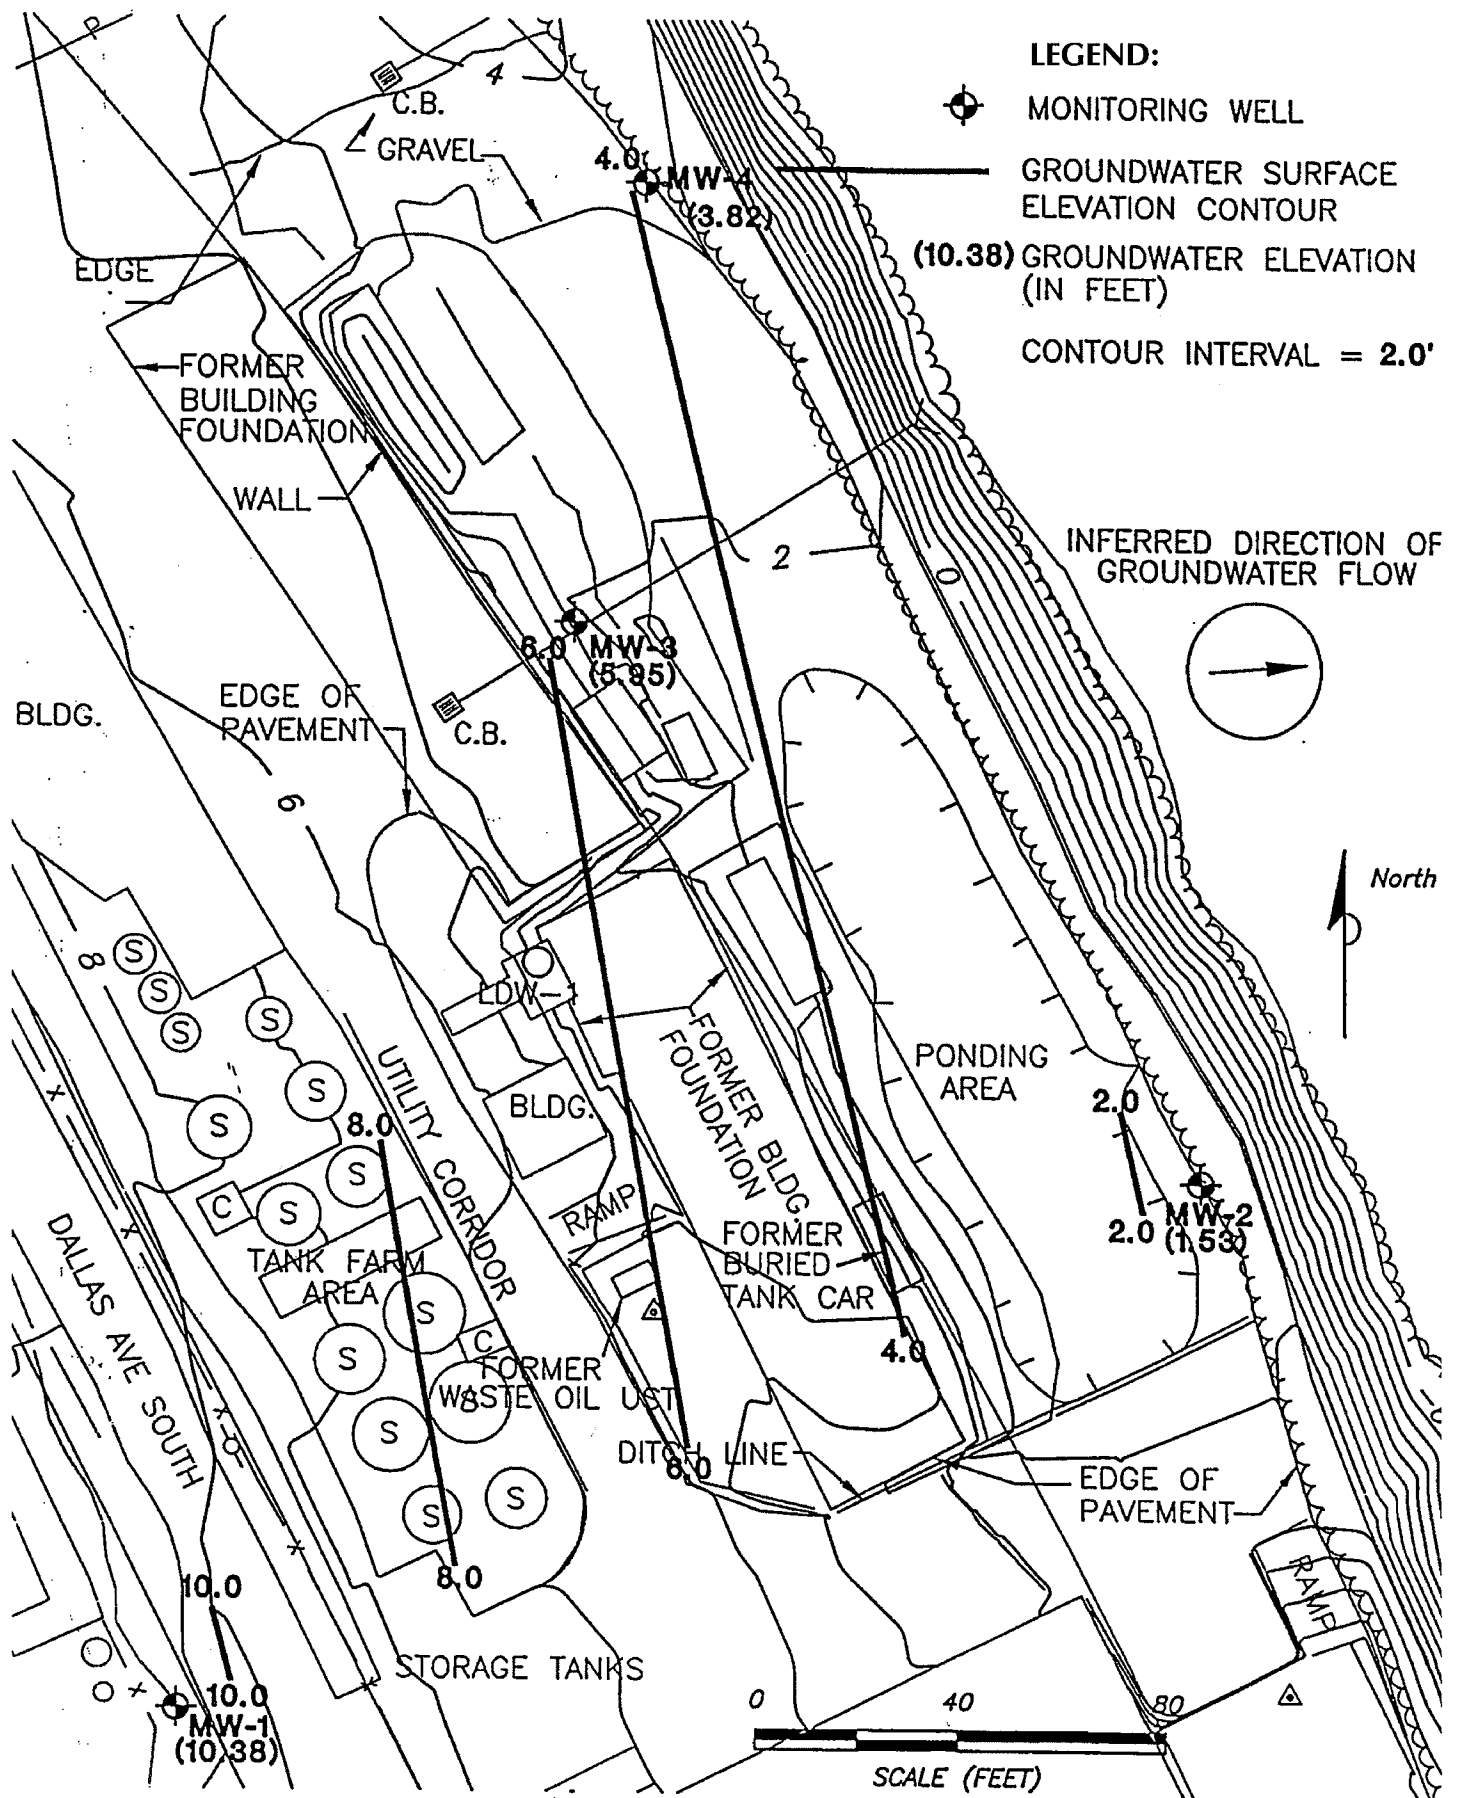 LEGEND:
MONITORING WELL
GROUNDWATER SURFACE
ELEVATION CONTOUR
(10.38) GROUNDWATER ELEVATION
(IN FEET)
CONTOUR INTERVAL = 2.0'
INFERRED DIRECTION OF
GROUNDWATER FLOW
North
P
4
C.B.
GRAVEL
4.0
MW-4
(3.82)
EDGE
FORMER
BUILDING
FOUNDATION
WALL
2
0
6.0
MW-3
(5.95)
EDGE OF
PAVEMENT
C.B.
BLDG.
6
8
S
S
S
S
S
S
LDW-1
UTILITY CORRIDOR
BLDG.
FORMER BLDG.
FOUNDATION
PONDING
AREA
2.0
2.0
MW-2
(1.53)
8.0
S
C
S
RAMP
TANK FARM
AREA
DALLAS AVE SOUTH
FORMER
BURIED
TANK CAR
4.0
S
C
S
FORMER
WASTE OIL UST
S
S
DITCH LINE
6.0
EDGE OF
PAVEMENT
S
S
8.0
10.0
10.0
MW-1
(10.38)
STORAGE TANKS
RAMP
0 40 80
SCALE (FEET)